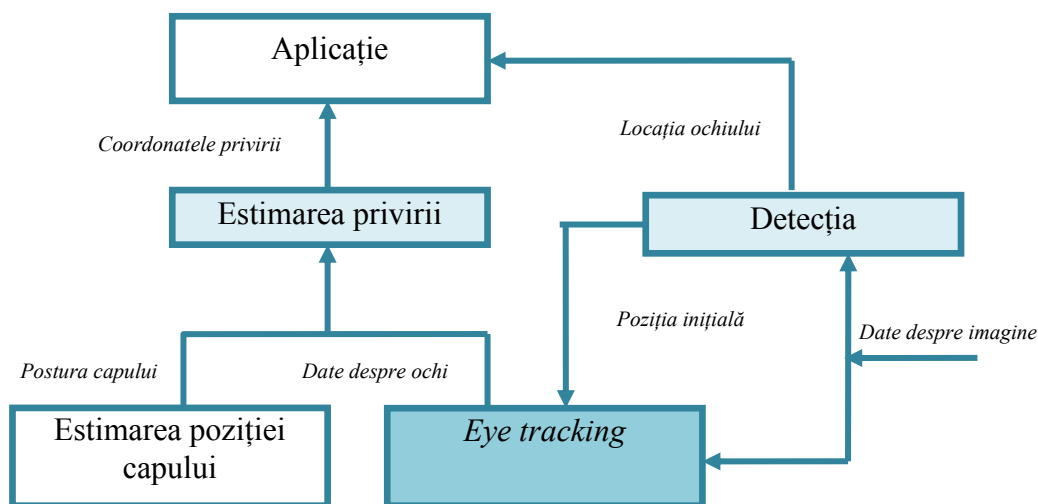 Aplicație
Coordonatele privirii
Locația ochiului
Estimarea privirii
Detecția
Poziția inițială
Date despre imagine
Postura capului
Date despre ochi
Estimarea poziției
capului
Eye tracking